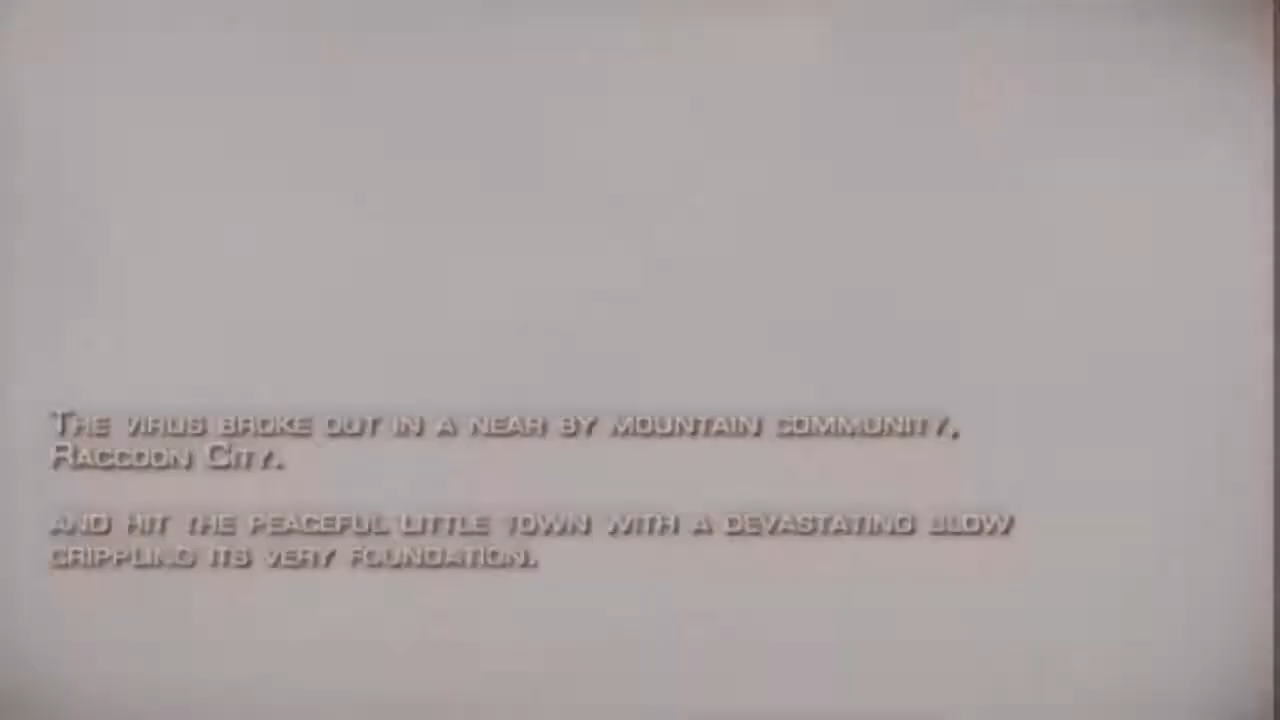 The virus broke out in a near by mountain community,
Raccoon City.
and hit the peaceful little town with a devastating blow
crippling its very foundation.